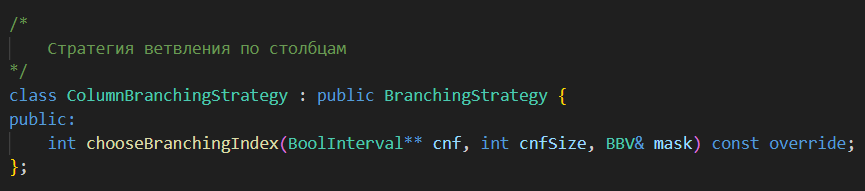 /*
    Стратегия ветвления по столбцам
*/
class ColumnBranchingStrategy : public BranchingStrategy {
public:
    int chooseBranchingIndex(BoolInterval** cnf, int cnfSize, BBV& mask) const override;
};